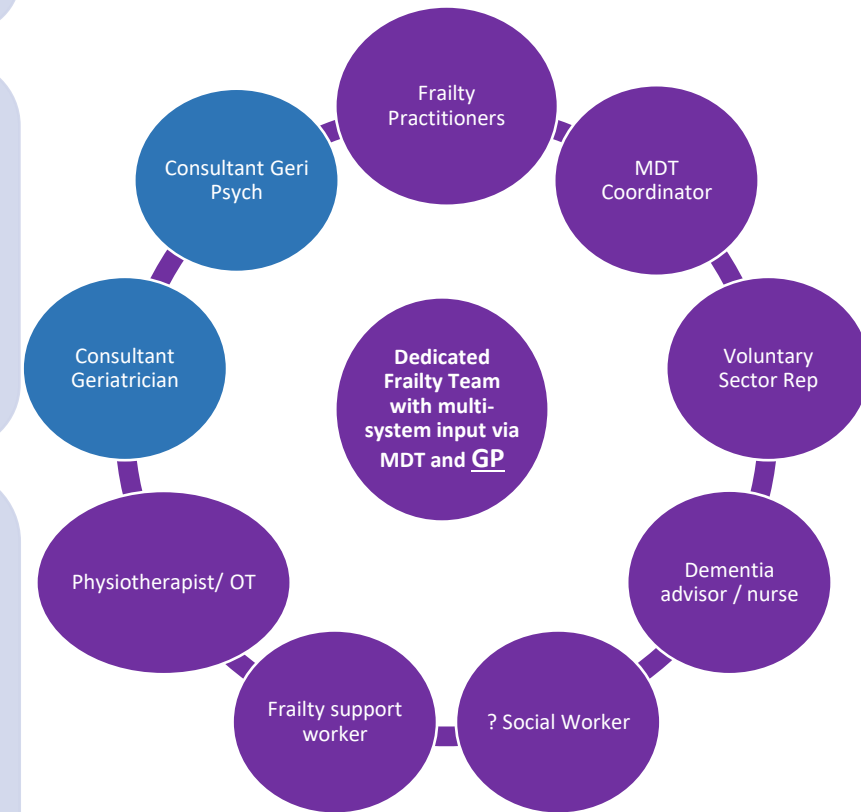 Frailty
Practitioners
MDT
Coordinator
Voluntary
Sector Rep
Dementia
advisor / nurse
? Social Worker
Frailty support
worker
Physiotherapist/ OT
Consultant
Geriatrician
Consultant Geri
Psych
Dedicated
Frailty Team
with multi-
system input via
MDT and GP